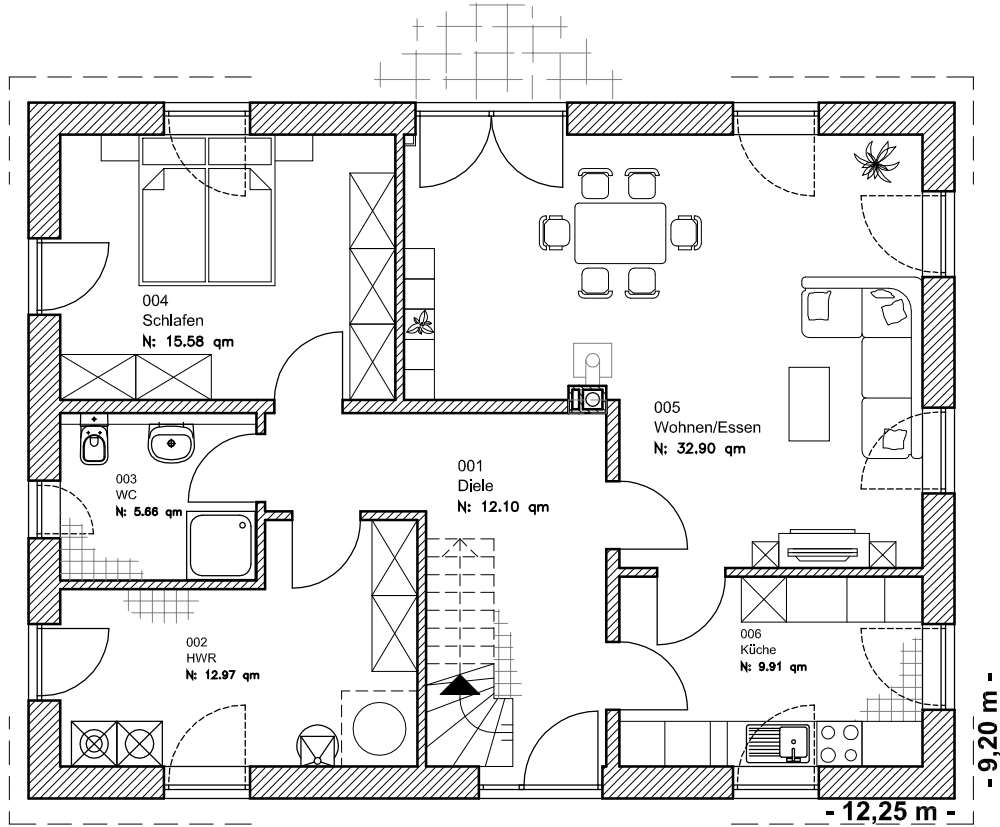 004
Schlafen
N: 15.58 qm
005
Wohnen/Essen
N: 32.90 qm
001
Diele
N: 12.10 qm
003
WC
N: 5.66 qm
002
HWR
N: 12.97 qm
006
Küche
N: 9.91 qm
- 9,20 m -
- 12,25 m -